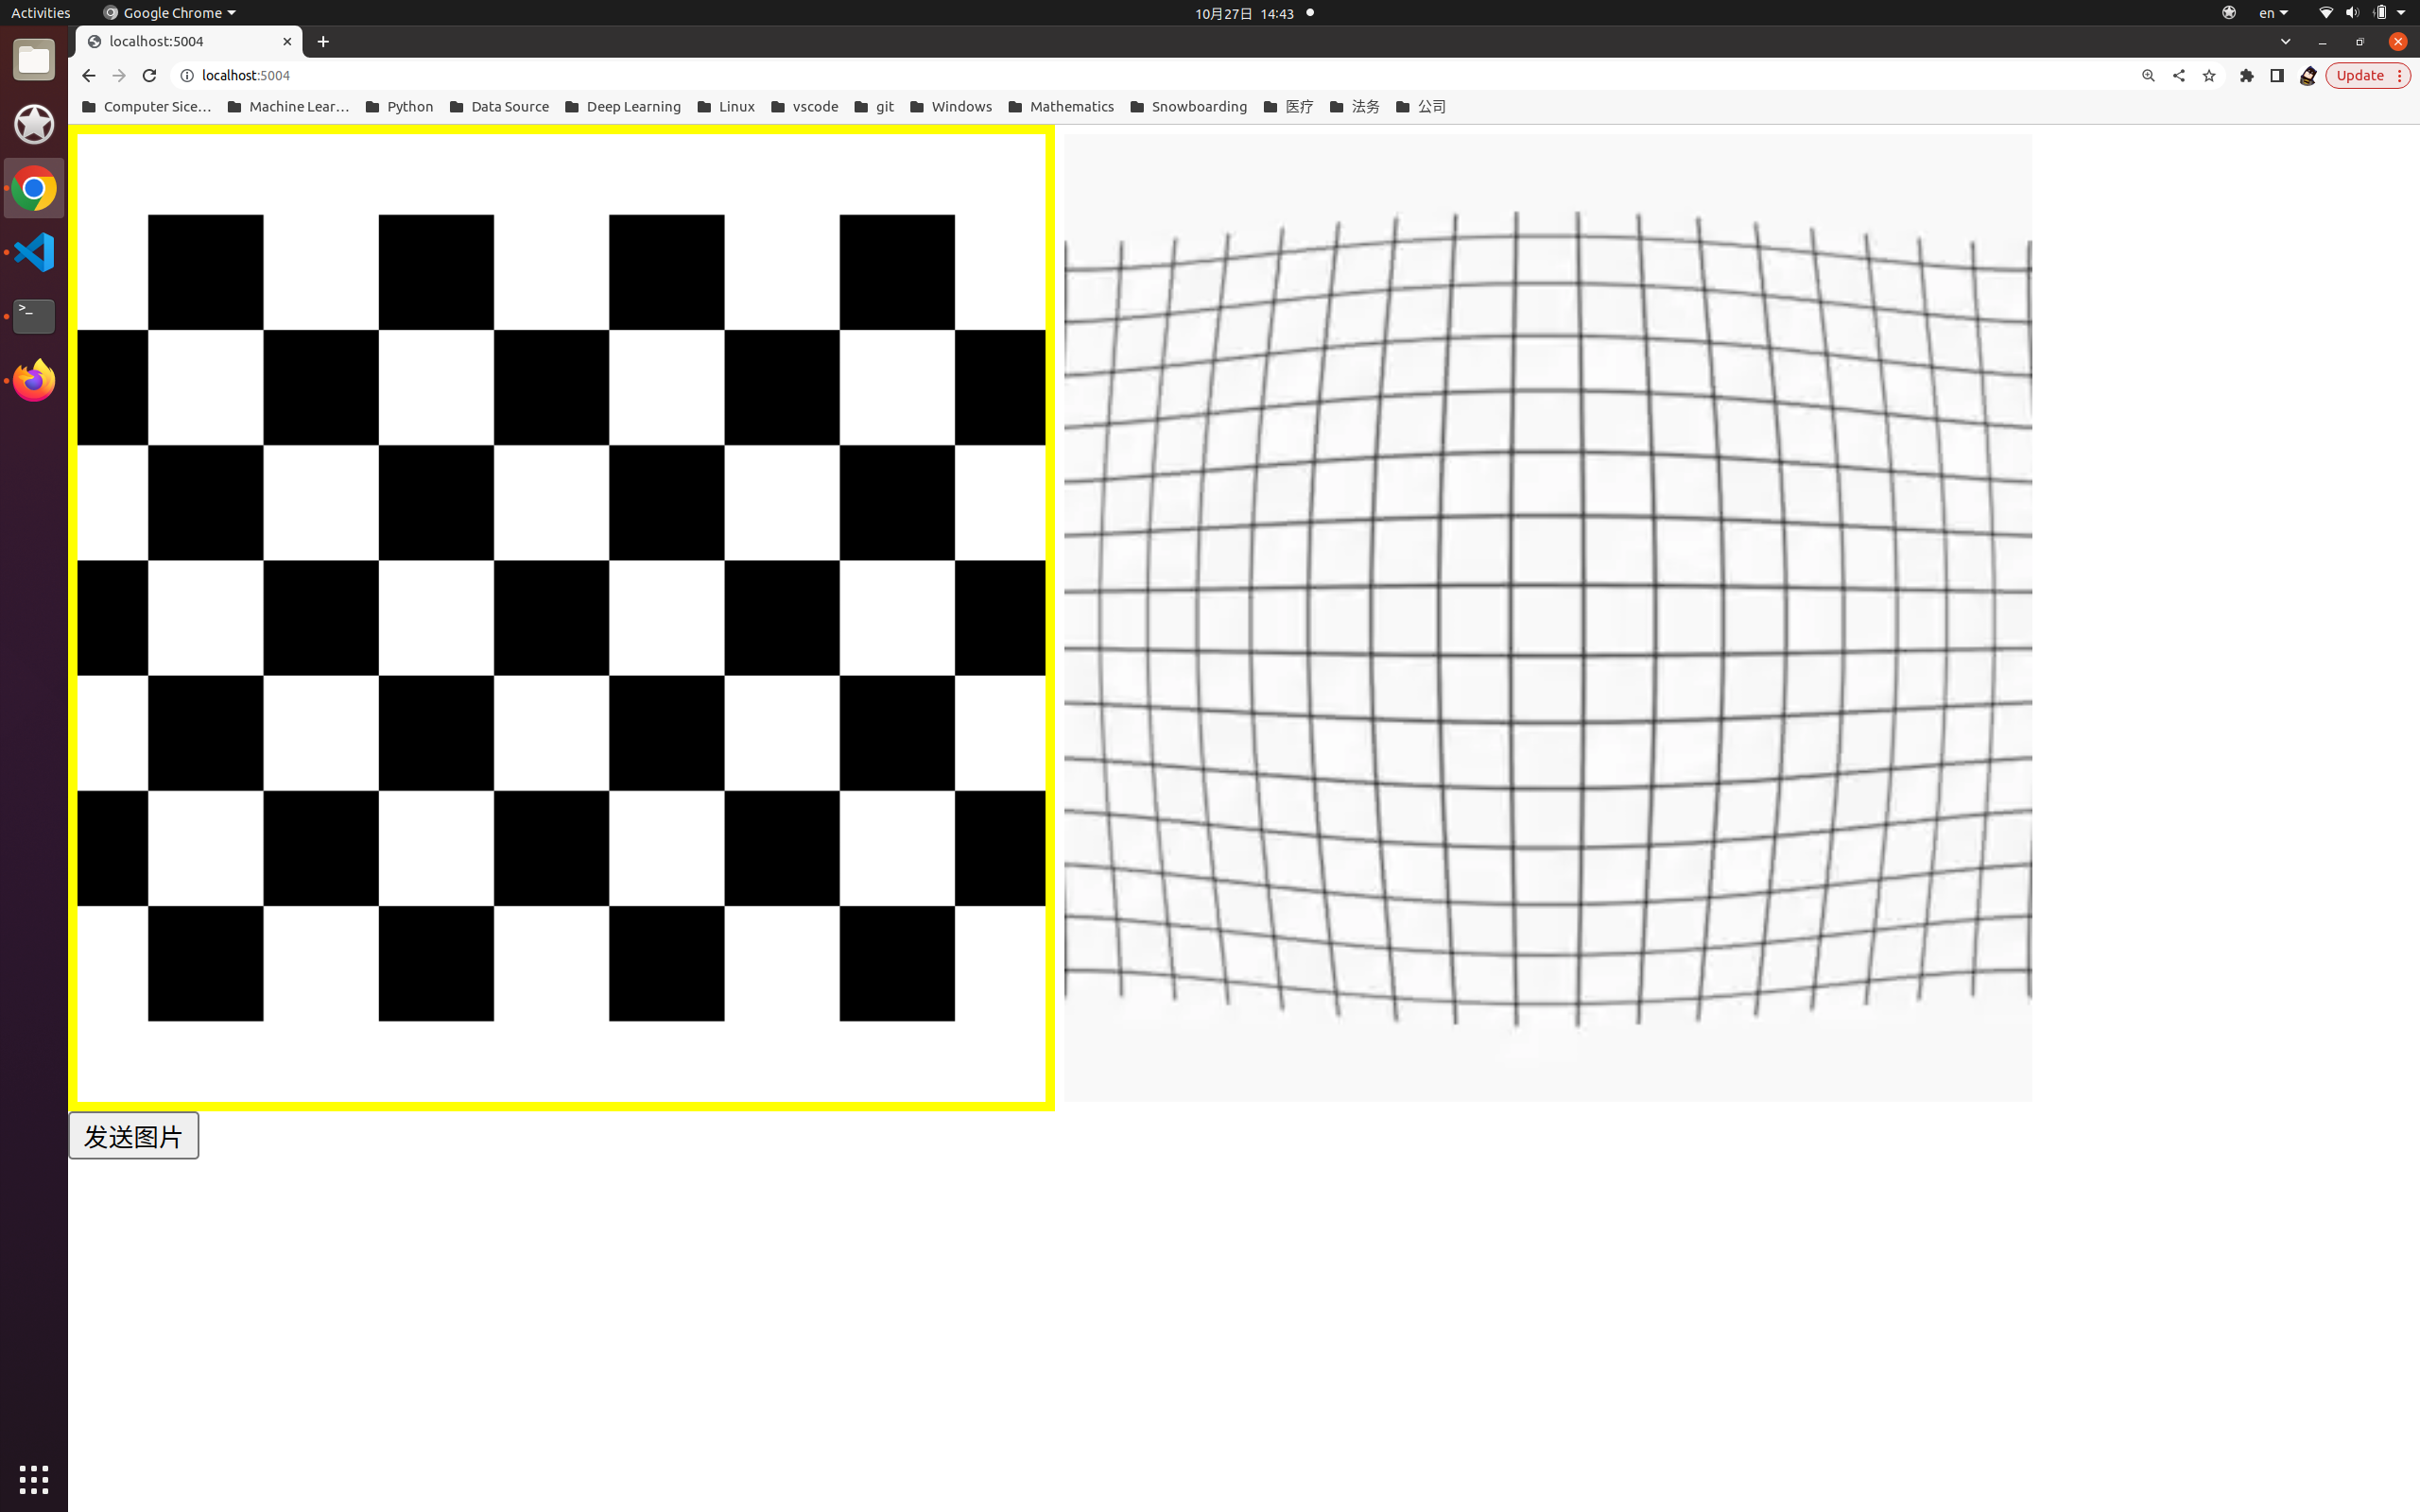 Activities Google Chrome 10月27日 14:43 en
localhost:5004
localhost:5004 Update
Computer Sice... Machine Lear... Python Data Source Deep Learning Linux vscode git Windows Mathematics Snowboarding 医疗 法务 公司
发送图片